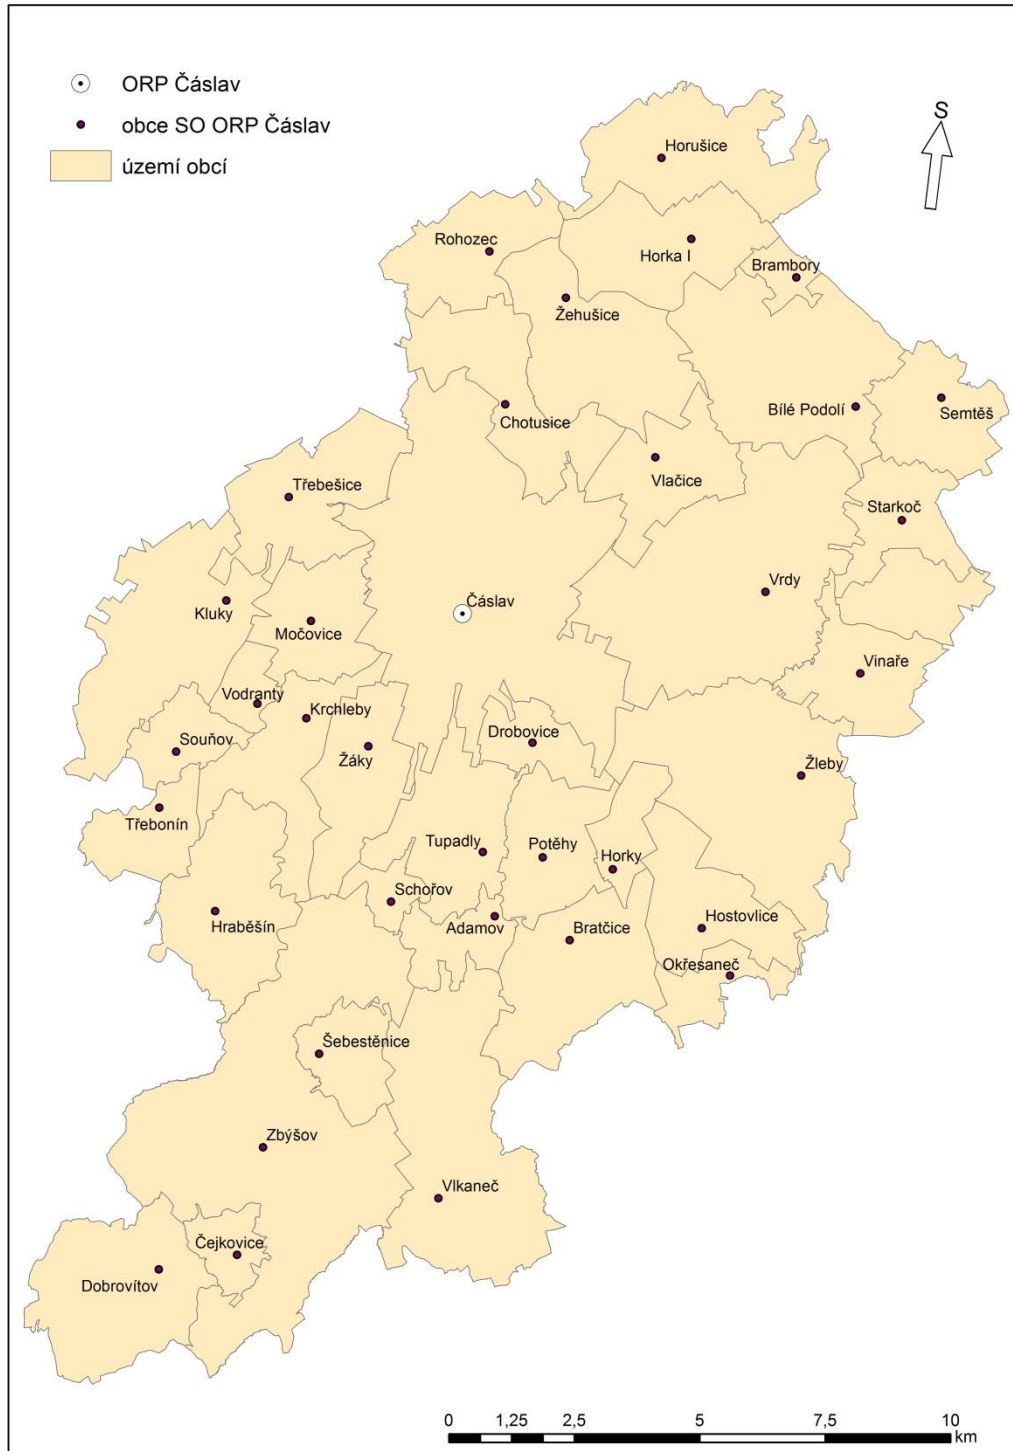 ORP Čáslav
obce SO ORP Čáslav
území obcí
S
Horušice
Rohozec
Horka I
Brambory
Žehušice
Chotusice
Bílé Podolí
Semtěš
Vlačice
Třebešice
Starkoč
Vrdy
Čáslav
Kluky
Močovice
Vinaře
Vodranty
Krchleby
Souňov
Žáky
Drobovice
Žleby
Třebonín
Tupadly
Potěhy
Horky
Schořov
Hraběšín
Adamov
Bratčice
Hostovlice
Okřesaneč
Šebestěnice
Zbýšov
Vlkaneč
Čejkovice
Dobrovítov
0 1,25 2,5 5 7,5 10
km